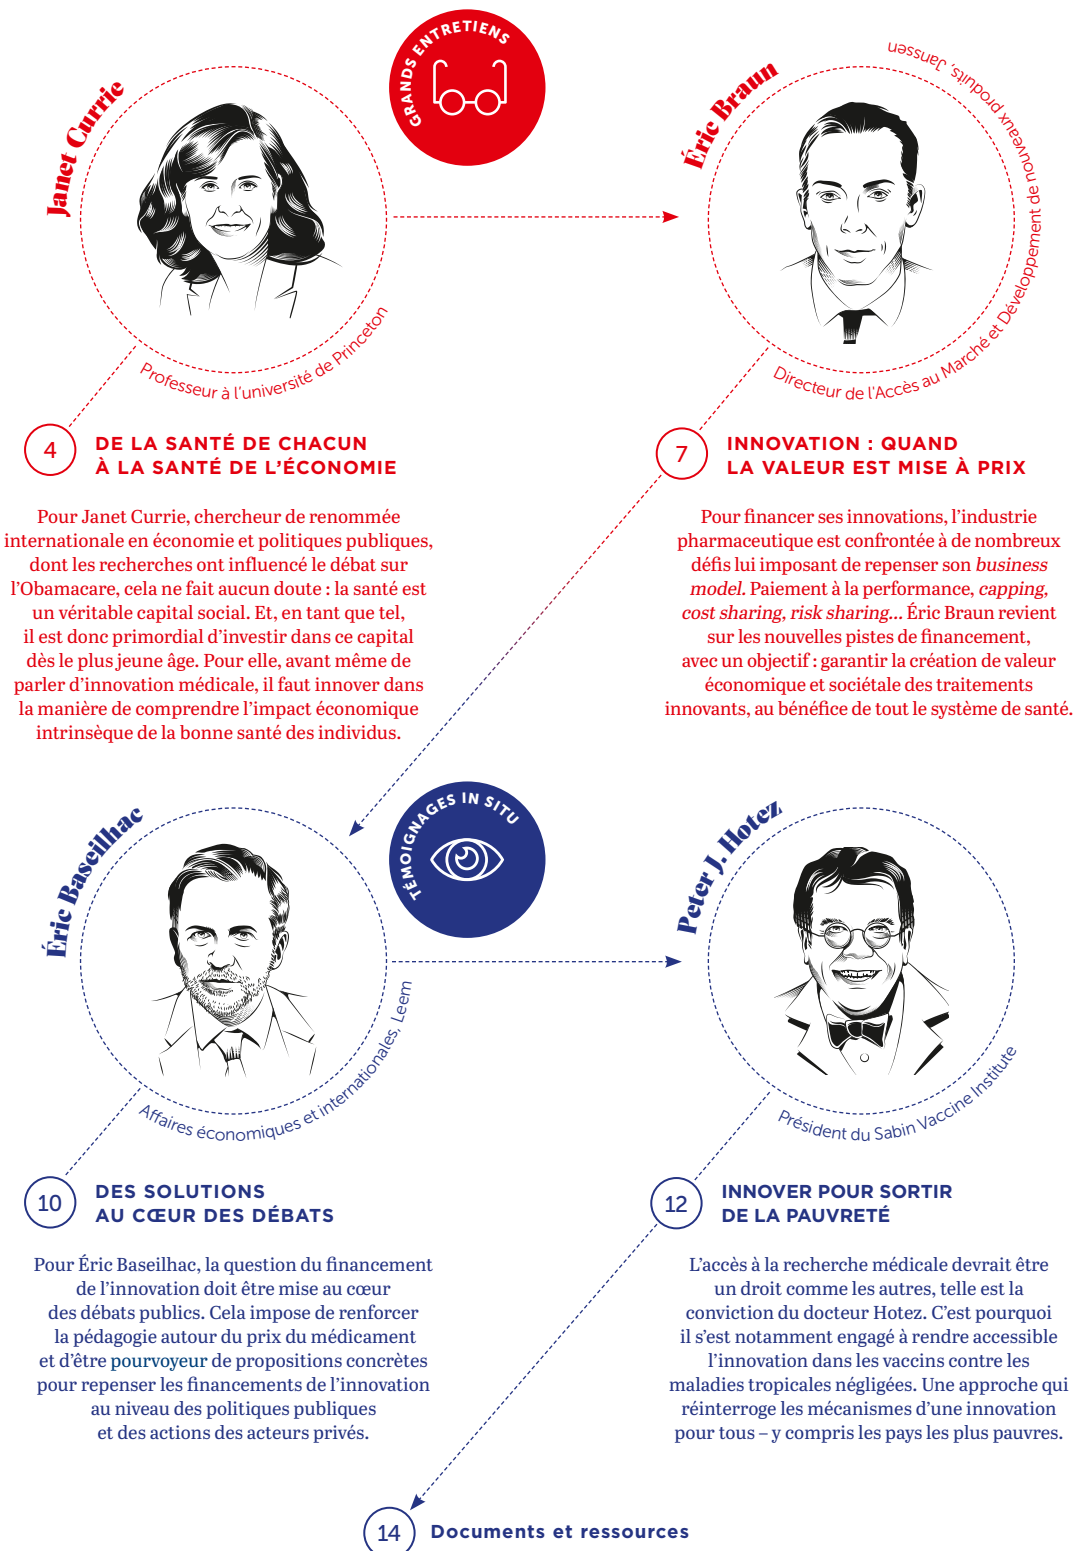 GRANDS ENTRETIENS
Janet Currie
Professeur à l'université de Princeton
Éric Braun
Directeur de l'Accès au Marché et Développement de nouveaux produits, Janssen
4
DE LA SANTÉ DE CHACUN
À LA SANTÉ DE L'ÉCONOMIE
Pour Janet Currie, chercheur de renommée
internationale en économie et politiques publiques,
dont les recherches ont influencé le débat sur
l'Obamacare, cela ne fait aucun doute : la santé est
un véritable capital social. Et, en tant que tel,
il est donc primordial d'investir dans ce capital
dès le plus jeune âge. Pour elle, avant même de
parler d'innovation médicale, il faut innover dans
la manière de comprendre l'impact économique
intrinsèque de la bonne santé des individus.
7
INNOVATION : QUAND
LA VALEUR EST MISE À PRIX
Pour financer ses innovations, l'industrie
pharmaceutique est confrontée à de nombreux
défis lui imposant de repenser son business
model. Paiement à la performance, capping,
cost sharing, risk sharing... Éric Braun revient
sur les nouvelles pistes de financement,
avec un objectif : garantir la création de valeur
économique et sociétale des traitements
innovants, au bénéfice de tout le système de santé.
TÉMOIGNAGES IN SITU
Éric Baseilhac
Affaires économiques et internationales, Leem
Peter J. Hotez
Président du Sabin Vaccine Institute
10
DES SOLUTIONS
AU CŒUR DES DÉBATS
Pour Éric Baseilhac, la question du financement
de l'innovation doit être mise au cœur
des débats publics. Cela impose de renforcer
la pédagogie autour du prix du médicament
et d'être pourvoyeur de propositions concrètes
pour repenser les financements de l'innovation
au niveau des politiques publiques
et des actions des acteurs privés.
12
INNOVER POUR SORTIR
DE LA PAUVRETÉ
L'accès à la recherche médicale devrait être
un droit comme les autres, telle est la
conviction du docteur Hotez. C'est pourquoi
il s'est notamment engagé à rendre accessible
l'innovation dans les vaccins contre les
maladies tropicales négligées. Une approche qui
réinterroge les mécanismes d'une innovation
pour tous – y compris les pays les plus pauvres.
14
Documents et ressources